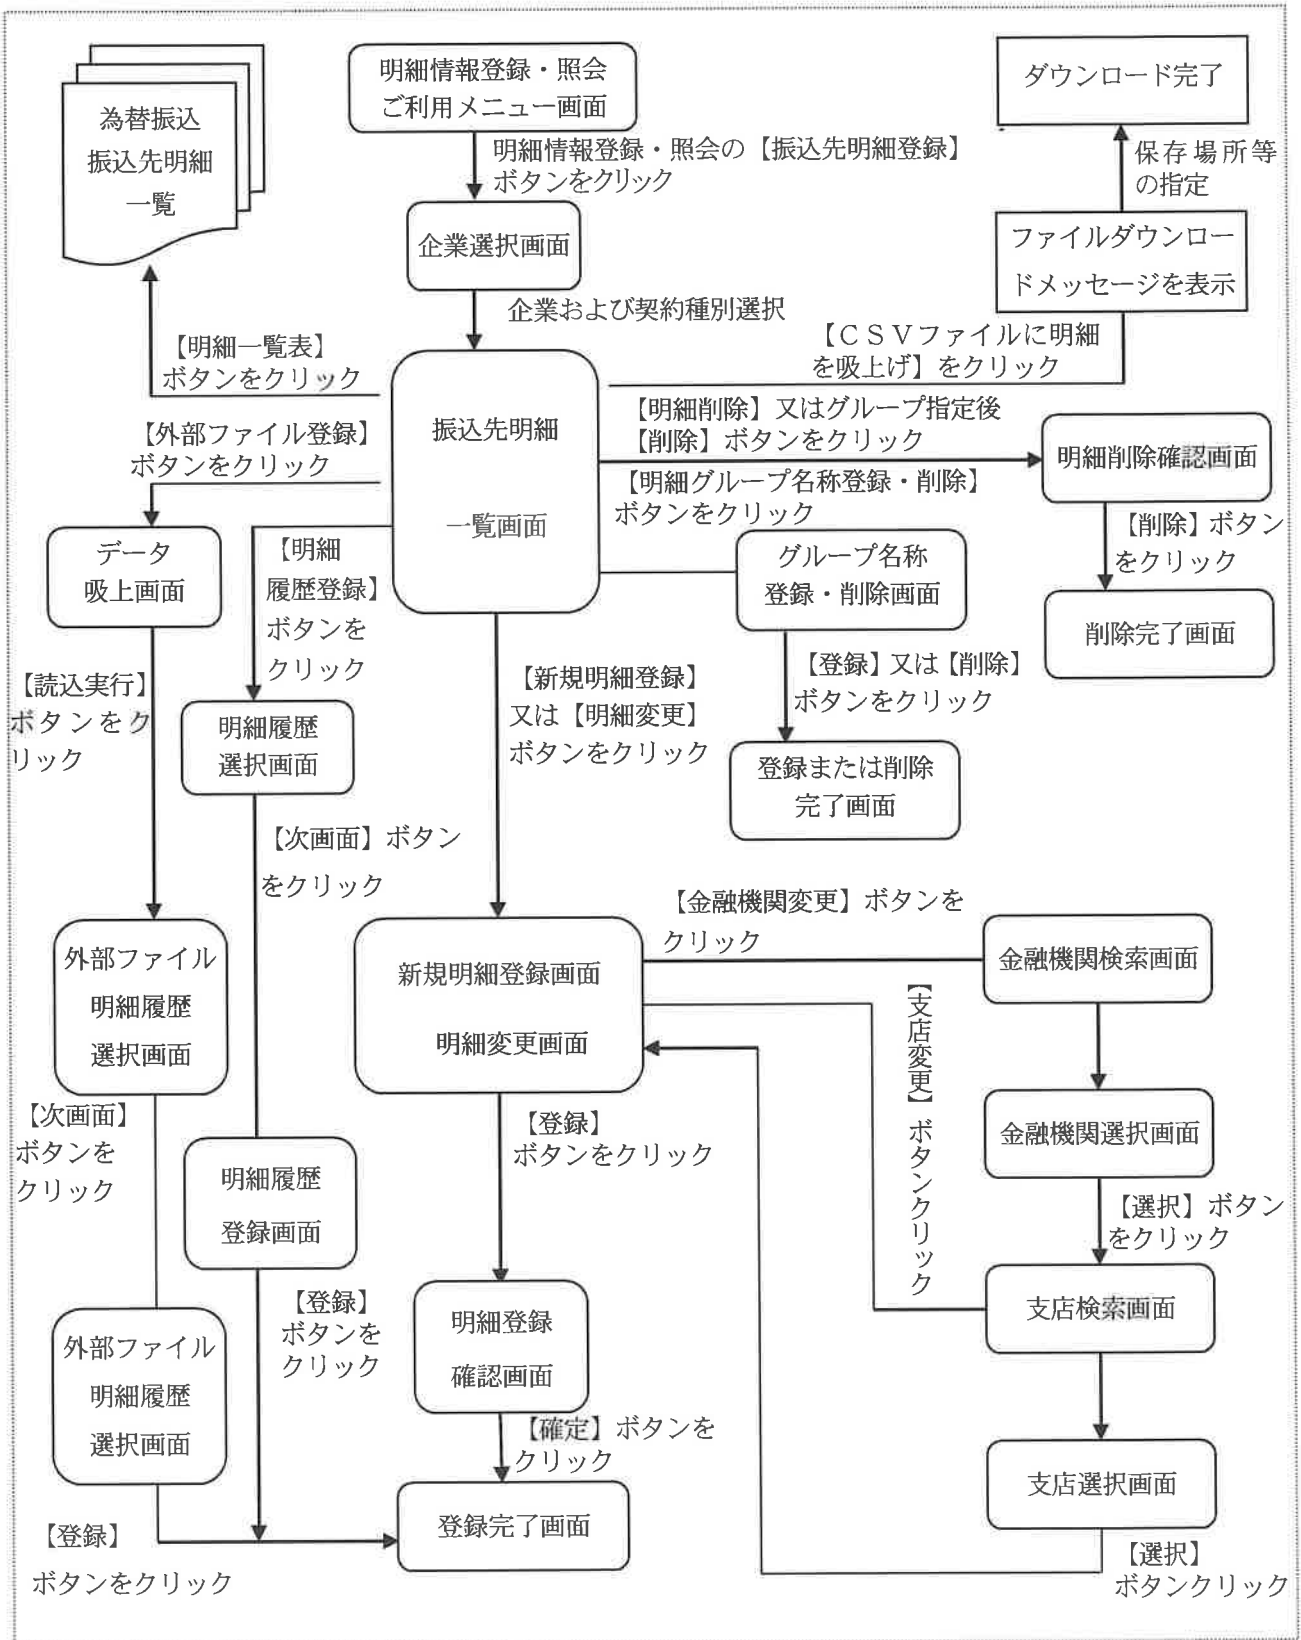 明細情報登録・照会
ご利用メニュー画面
ダウンロード完了
為替振込
振込先明細
一覧
明細情報登録・照会の【振込先明細登録】
ボタンをクリック
保存場所等
の指定
企業選択画面
ファイルダウンロー
ドメッセージを表示
企業および契約種別選択
【明細一覧表】
ボタンをクリック
【ＣＳＶファイルに明細
を吸上げ】をクリック
振込先明細
一覧画面
【明細削除】又はグループ指定後
【削除】ボタンをクリック
明細削除確認画面
【外部ファイル登録】
ボタンをクリック
【明細グループ名称登録・削除】
ボタンをクリック
【削除】ボタン
をクリック
データ
吸上画面
【明細
履歴登録】
ボタンを
クリック
グループ名称
登録・削除画面
削除完了画面
【読込実行】
ボタンをク
リック
【新規明細登録】
又は【明細変更】
ボタンをクリック
【登録】又は【削除】
ボタンをクリック
明細履歴
選択画面
登録または削除
完了画面
【次画面】ボタン
をクリック
【金融機関変更】ボタンを
クリック
外部ファイル
明細履歴
選択画面
新規明細登録画面
明細変更画面
金融機関検索画面
【支店変更】ボタンクリック
【次画面】
ボタンを
クリック
【登録】
ボタンをクリック
金融機関選択画面
明細履歴
登録画面
【選択】ボタン
をクリック
【登録】
ボタンを
クリック
明細登録
確認画面
支店検索画面
外部ファイル
明細履歴
選択画面
【確定】ボタンを
クリック
支店選択画面
【登録】
ボタンをクリック
登録完了画面
【選択】
ボタンクリック